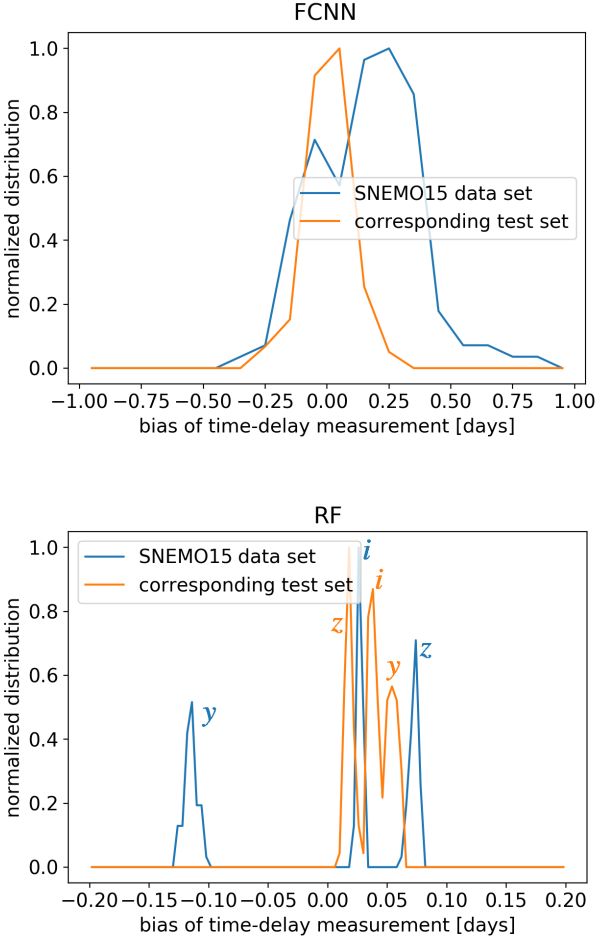 FCNN
normalized distribution
1.0
0.8
0.6
0.4
0.2
0.0
SNEMO15 data set
corresponding test set
−1.00 −0.75 −0.50 −0.25 0.00 0.25 0.50 0.75 1.00
bias of time-delay measurement [days]
RF
normalized distribution
1.0
0.8
0.6
0.4
0.2
0.0
SNEMO15 data set
corresponding test set
i
i
z
z
y
y
−0.20 −0.15 −0.10 −0.05 0.00 0.05 0.10 0.15 0.20
bias of time-delay measurement [days]